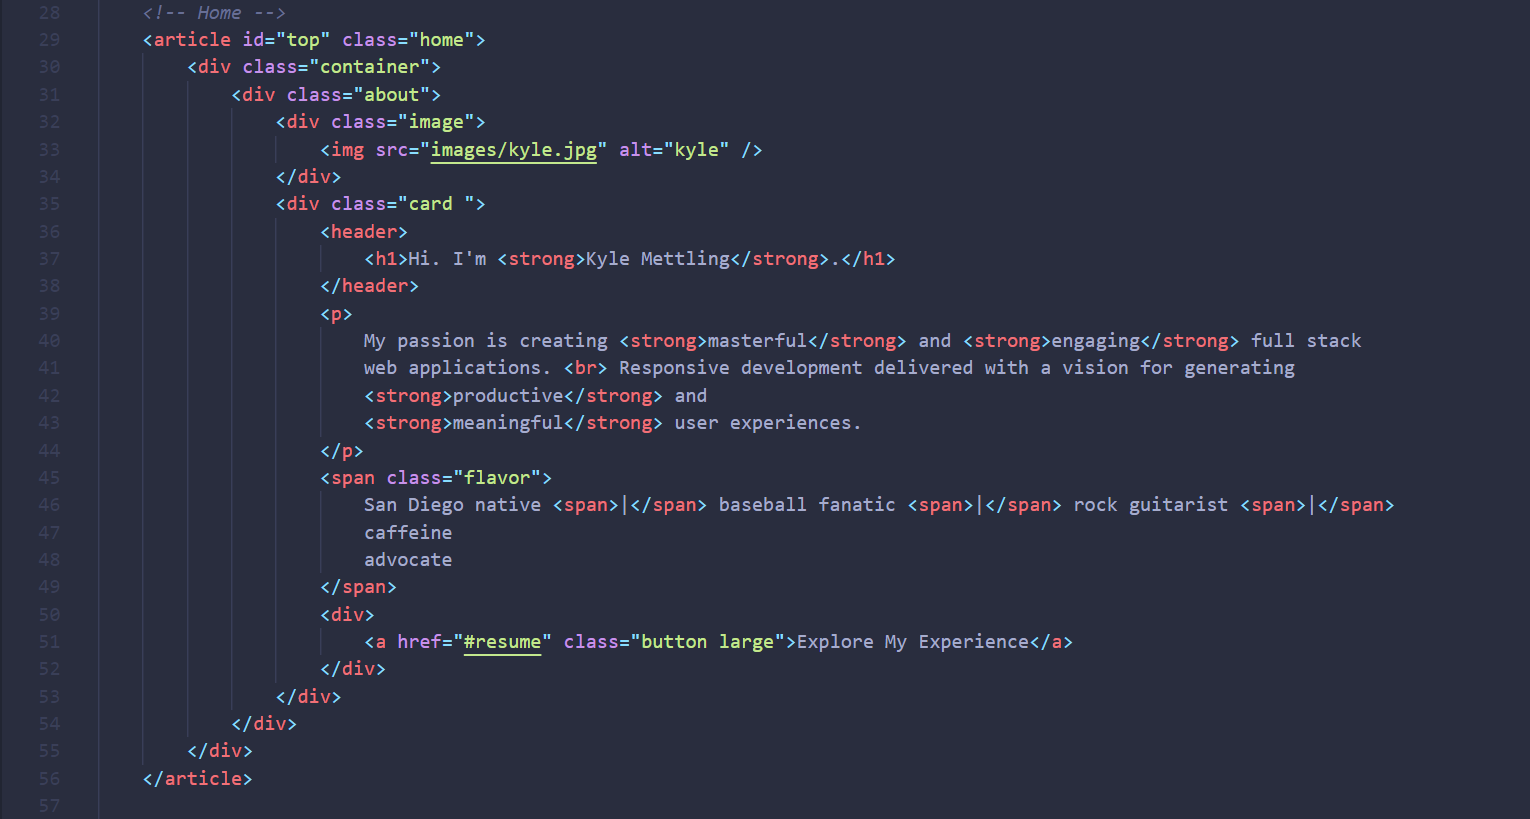 28 <!-- Home -->
29 <article id="top" class="home">
30 <div class="container">
31 <div class="about">
32 <div class="image">
33 <img src="images/kyle.jpg" alt="kyle" />
34 </div>
35 <div class="card ">
36 <header>
37 <h1>Hi. I'm <strong>Kyle Mettling</strong>.</h1>
38 </header>
39 <p>
40 My passion is creating <strong>masterful</strong> and <strong>engaging</strong> full stack
41 web applications. <br> Responsive development delivered with a vision for generating
42 <strong>productive</strong> and
43 <strong>meaningful</strong> user experiences.
44 </p>
45 <span class="flavor">
46 San Diego native <span>|</span> baseball fanatic <span>|</span> rock guitarist <span>|</span>
47 caffeine
48 advocate
49 </span>
50 <div>
51 <a href="#resume" class="button large">Explore My Experience</a>
52 </div>
53 </div>
54 </div>
55 </div>
56 </article>
57